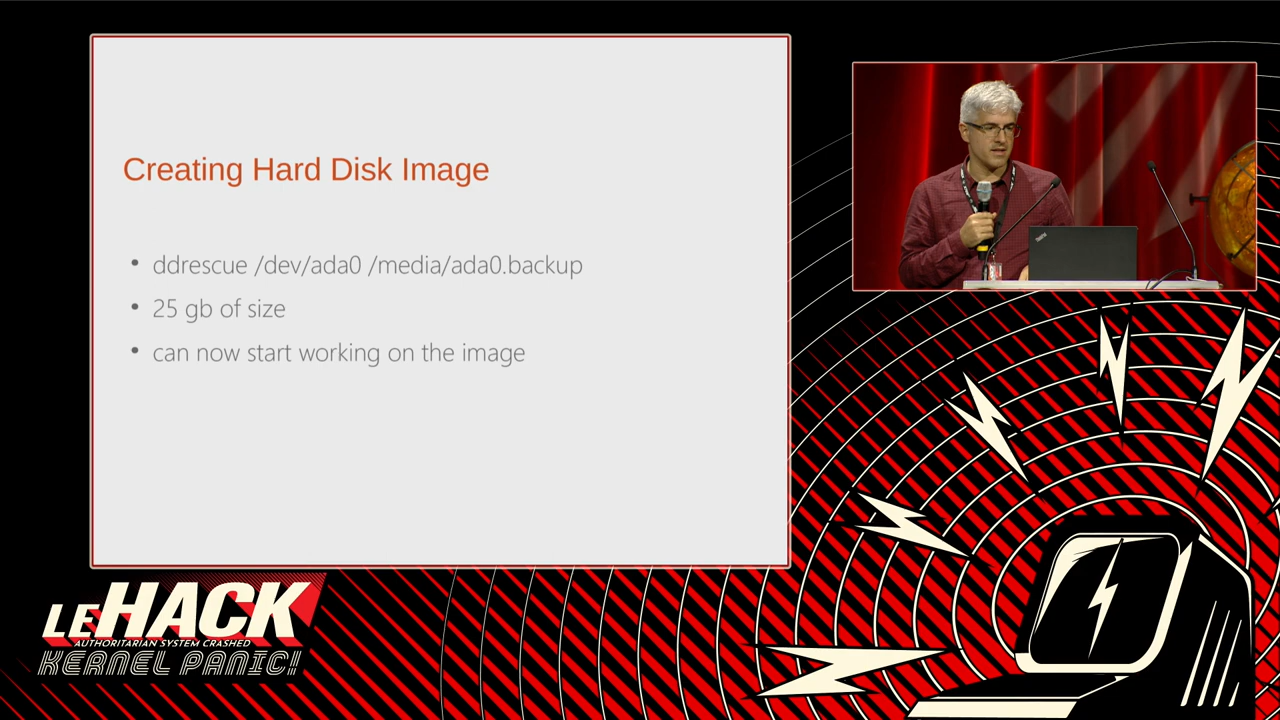 Creating Hard Disk Image
• ddrescue /dev/ada0 /media/ada0.backup
• 25 gb of size
• can now start working on the image
ThinkPad
LEHACK
AUTHORITARIAN SYSTEM CRASHED
KERNEL PANIC!